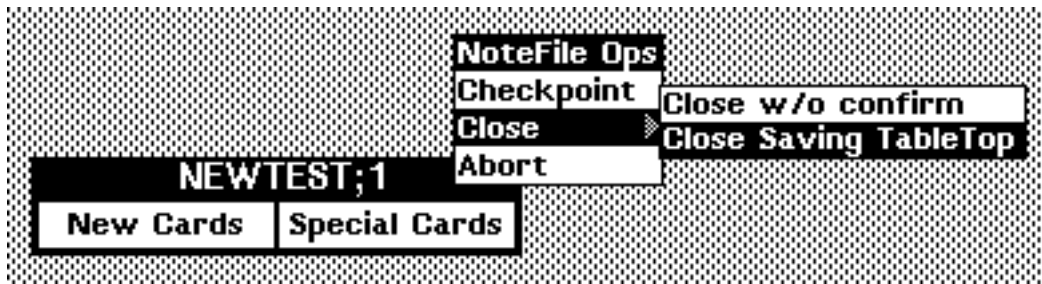 NoteFile Ops
Checkpoint
Close
Abort
Close w/o confirm
Close Saving TableTop
NEWTEST;1
New Cards
Special Cards